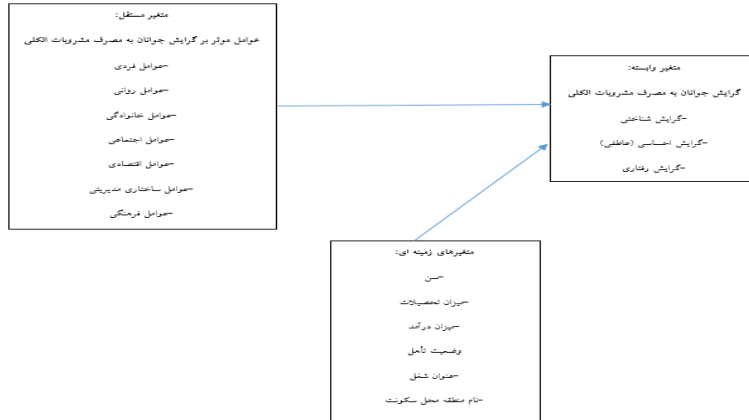 متغیر مستقل:
عوامل موثر بر گرایش جوانان به مصرف مشروبات الکلی
-عوامل فردی
-عوامل روانی
-عوامل خانوادگی
-عوامل اجتماعی
-عوامل اقتصادی
-عوامل ساختاری مدیریتی
-عوامل فرهنگی
متغیر وابسته:
گرایش جوانان به مصرف مشروبات الکلی
-گرایش شناختی
-گرایش احساسی (عاطفی)
-گرایش رفتاری
متغیرهای زمینه ای:
-سن
-میزان تحصیلات
-میزان درآمد
وضعیت تأهل
-عنوان شغل
-نام منطقه محل سکونت